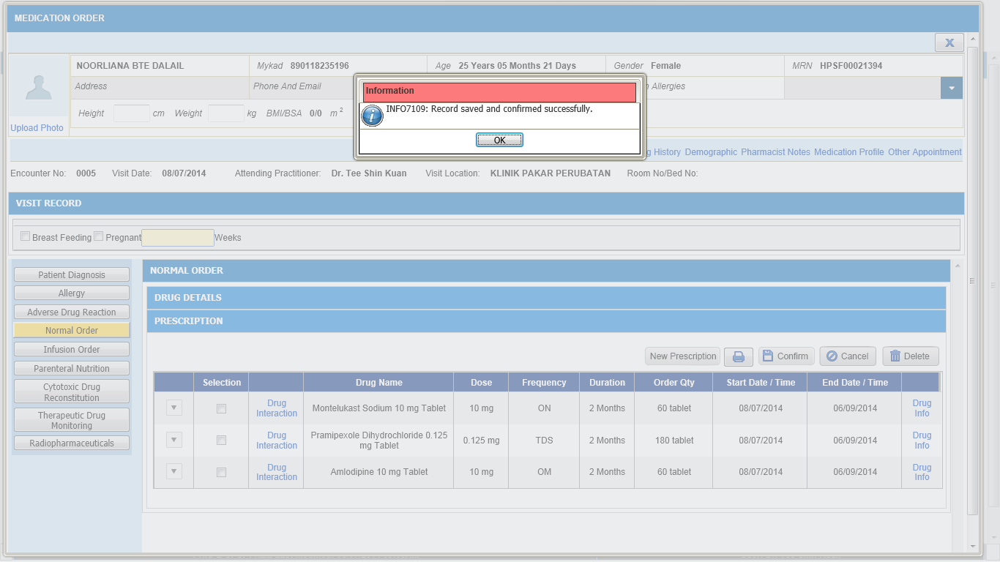 MEDICATION ORDER
X
NOORLIANA BTE DALAIL Mykad 890118235196 Age 25 Years 05 Months 21 Days Gender Female MRN HPSF00021394
Address Phone And Email Allergies
Height cm Weight kg BMI/BSA 0/0 m 2
Upload Photo
Information
INFO7109: Record saved and confirmed successfully.
OK
History Demographic Pharmacist Notes Medication Profile Other Appointment
Encounter No: 0005 Visit Date: 08/07/2014 Attending Practitioner: Dr. Tee Shin Kuan Visit Location: KLINIK PAKAR PERUBATAN Room No/Bed No:
VISIT RECORD
Breast Feeding Pregnant Weeks
Patient Diagnosis
Allergy
Adverse Drug Reaction
Normal Order
Infusion Order
Parenteral Nutrition
Cytotoxic Drug
Reconstitution
Therapeutic Drug
Monitoring
Radiopharmaceuticals
NORMAL ORDER
DRUG DETAILS
PRESCRIPTION
New Prescription Confirm Cancel Delete
Selection Drug Name Dose Frequency Duration Order Qty Start Date / Time End Date / Time
Drug Interaction Montelukast Sodium 10 mg Tablet 10 mg ON 2 Months 60 tablet 08/07/2014 06/09/2014 Drug Info
Drug Interaction Pramipexole Dihydrochloride 0.125 mg Tablet 0.125 mg TDS 2 Months 180 tablet 08/07/2014 06/09/2014 Drug Info
Drug Interaction Amlodipine 10 mg Tablet 10 mg OM 2 Months 60 tablet 08/07/2014 06/09/2014 Drug Info